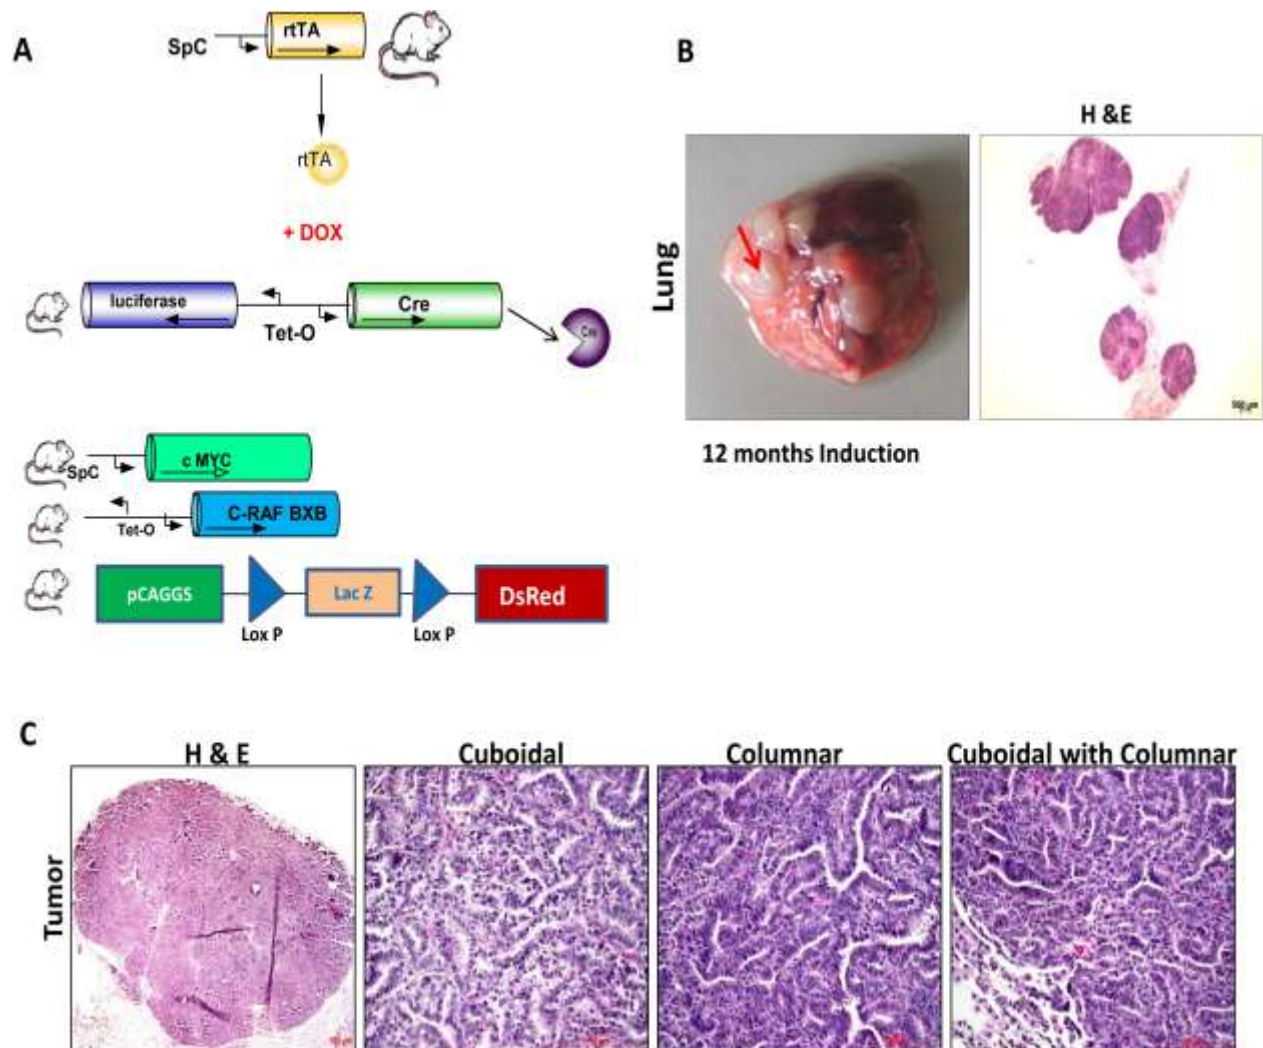 A
SpC
rtTA
rtTA
+ DOX
luciferase
Tet-O
Cre
Cre
SpC
c MYC
Tet-O
C-RAF BXB
pCAGGS
Lox P
Lac Z
Lox P
DsRed
B
H &E
Lung
12 months Induction
C
H & E
Cuboidal
Columnar
Cuboidal with Columnar
Tumor